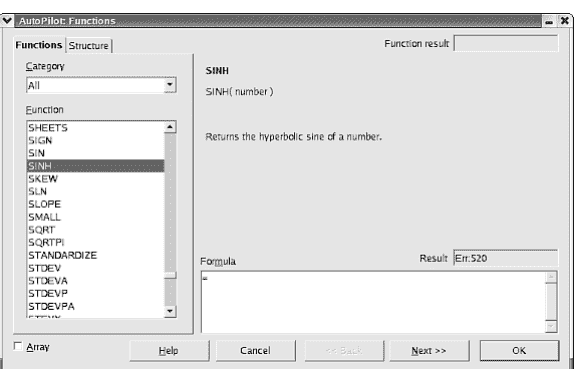 AutoPilot: Functions
Functions Structure
Function result
Category
All
Function
SHEETS
SIGN
SIN
SINH
SKEW
SLN
SLOPE
SMALL
SQRT
SQRTPI
STANDARDIZE
STDEV
STDEVA
STDEVP
STDEVPA
STEYX
SINH
SINH( number )
Returns the hyperbolic sine of a number.
Formula
Result Err:520
=
Array
Help
Cancel
<< Back
Next >>
OK